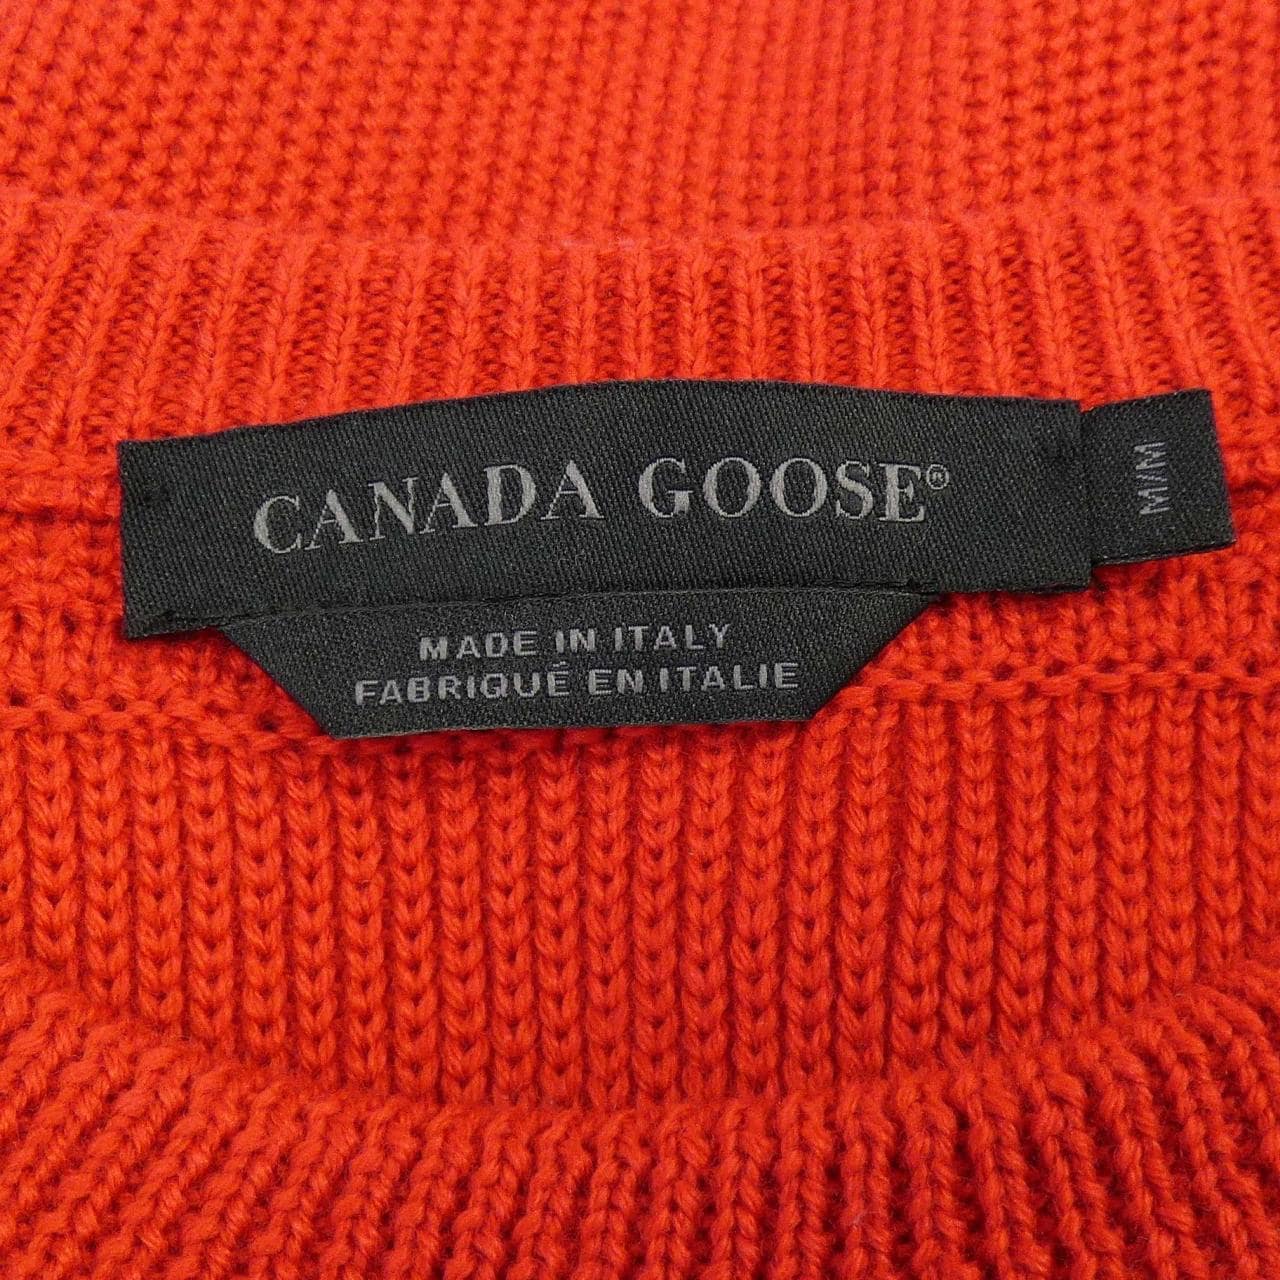 CANADA GOOSE®
M/M
MADE IN ITALY
FABRIQUÉ EN ITALIE